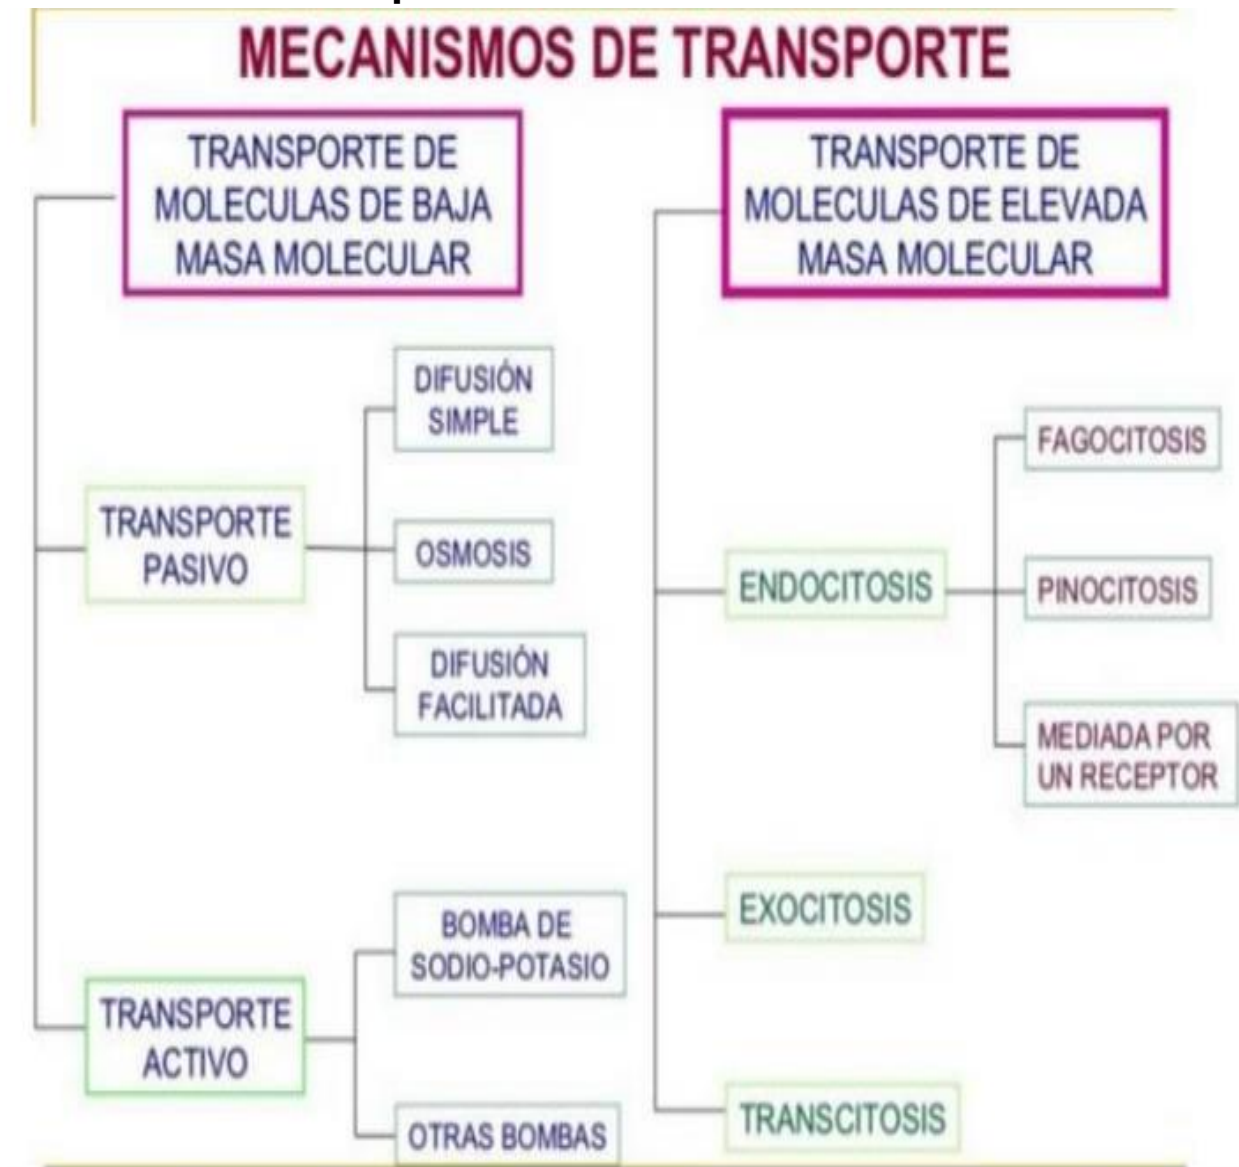 MECANISMOS DE TRANSPORTE
TRANSPORTE DE
MOLECULAS DE BAJA
MASA MOLECULAR
DIFUSIÓN
SIMPLE
TRANSPORTE
PASIVO
OSMOSIS
DIFUSIÓN
FACILITADA
BOMBA DE
SODIO-POTASIO
TRANSPORTE
ACTIVO
OTRAS BOMBAS
TRANSPORTE DE
MOLECULAS DE ELEVADA
MASA MOLECULAR
FAGOCITOSIS
ENDOCITOSIS
PINOCITOSIS
MEDIADA POR
UN RECEPTOR
EXOCITOSIS
TRANSCITOSIS